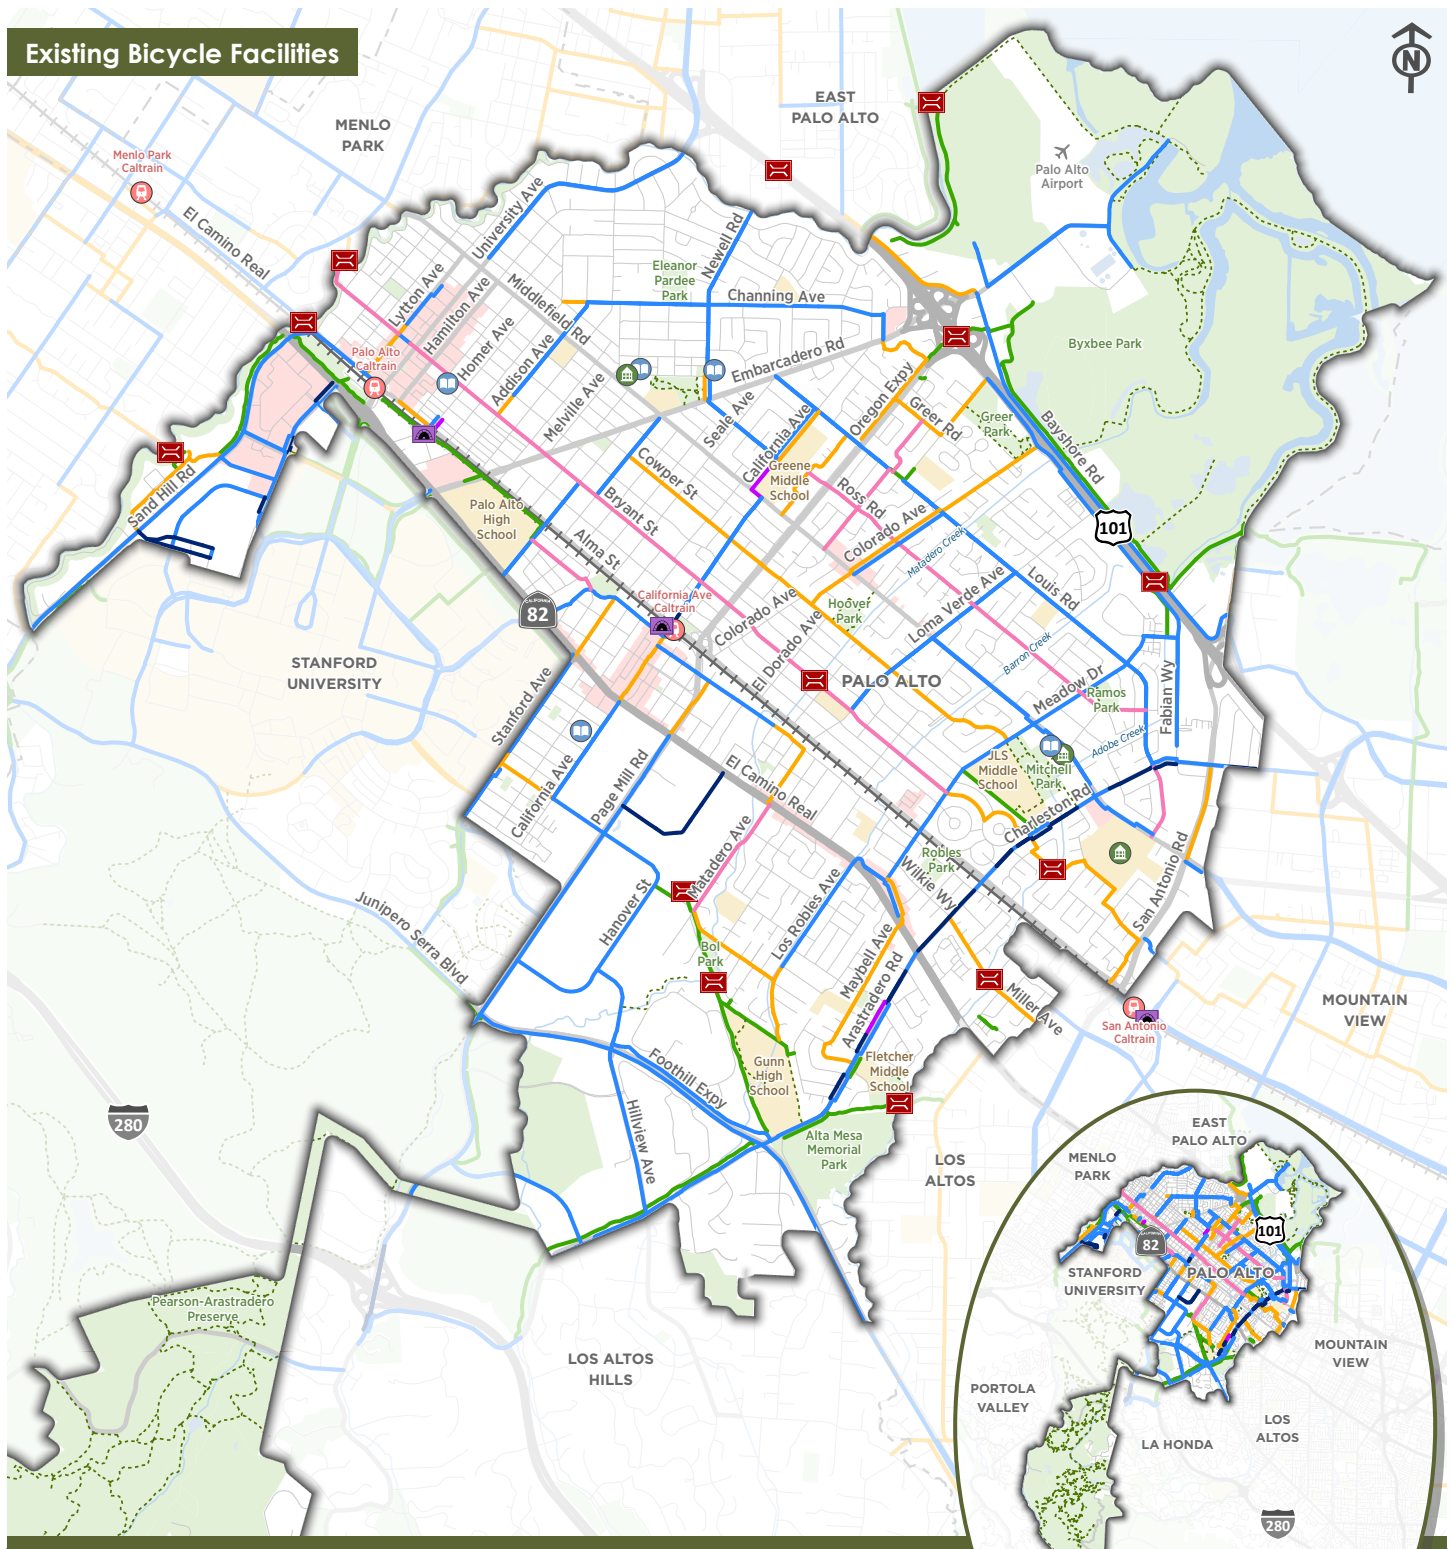 Existing Bicycle Facilities
N
EAST
PALO ALTO
MENLO
PARK
Menlo Park
Caltrain
El Camino Real
Palo Alto
Airport
University Ave
Newell Rd
Eleanor
Pardee
Park
Lytton Ave
Hamilton Ave
Middlefield Rd
Channing Ave
Homer Ave
Addison Ave
Palo Alto
Caltrain
Embarcadero Rd
Byxbee Park
Melville Ave
Seale Ave
California Ave
Oregon Expy
Greer Rd
Greer
Park
Bayshore Rd
Sand Hill Rd
Cowper St
Greene
Middle
School
Ross Rd
Palo Alto
High
School
Bryant St
Alma St
Colorado Ave
Matadero Creek
101
82
CALIFORNIA
California Ave
Caltrain
Colorado Ave
Hoover
Park
Loma Verde Ave
Louis Rd
El Dorado Ave
Barron Creek
STANFORD
UNIVERSITY
PALO ALTO
Meadow Dr
Ramos
Park
Fabian Wy
Stanford Ave
Adobe Creek
JLS
Middle
School
Mitchell
Park
California Ave
Page Mill Rd
El Camino Real
Charleston Rd
Matadero Ave
Robles
Park
Wilkie Wy
San Antonio Rd
Junipero Serra Blvd
Hanover St
Los Robles Ave
Bol
Park
Maybell Ave
Arastradero Rd
Miller Ave
San Antonio
Caltrain
MOUNTAIN
VIEW
Foothill Expy
Gunn
High
School
Fletcher
Middle
School
280
Hillview Ave
Alta Mesa
Memorial
Park
LOS
ALTOS
Pearson-Arastradero
Preserve
LOS ALTOS
HILLS
EAST
PALO ALTO
MENLO
PARK
101
82
CALIFORNIA
STANFORD
UNIVERSITY
PALO ALTO
MOUNTAIN
VIEW
PORTOLA
VALLEY
LOS
ALTOS
LA HONDA
280